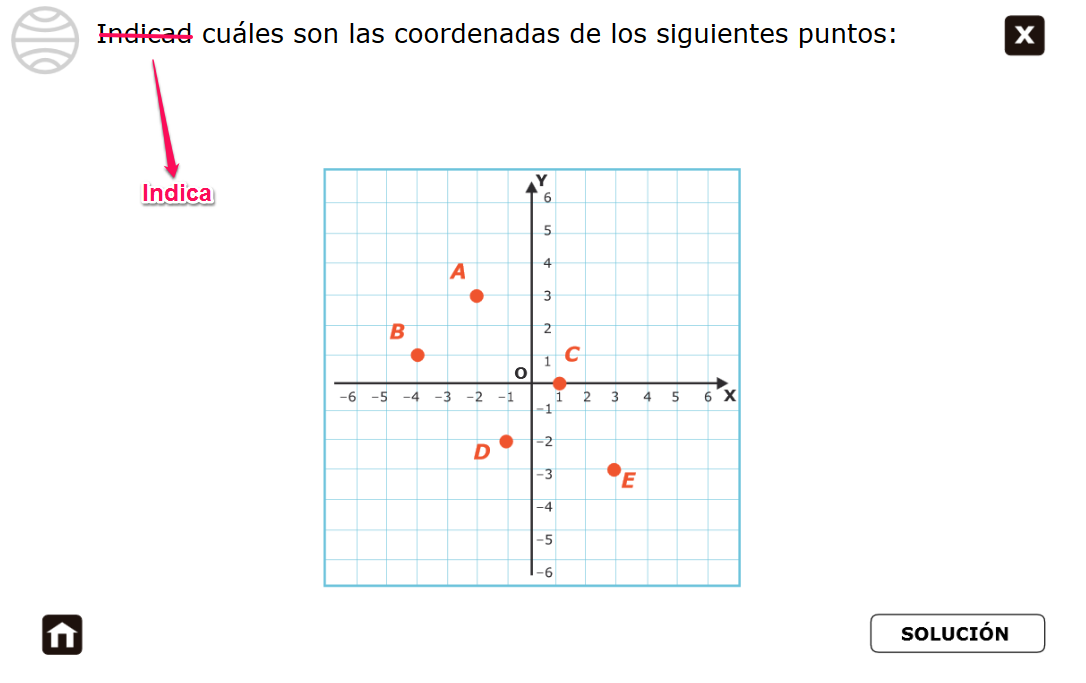 Indicad cuáles son las coordenadas de los siguientes puntos:
X
Indica
Y
6
5
4
A
3
B
2
C
1
O
-6 -5 -4 -3 -2 -1 1 2 3 4 5 6 X
-1
D
-2
E
-3
-4
-5
-6
SOLUCIÓN